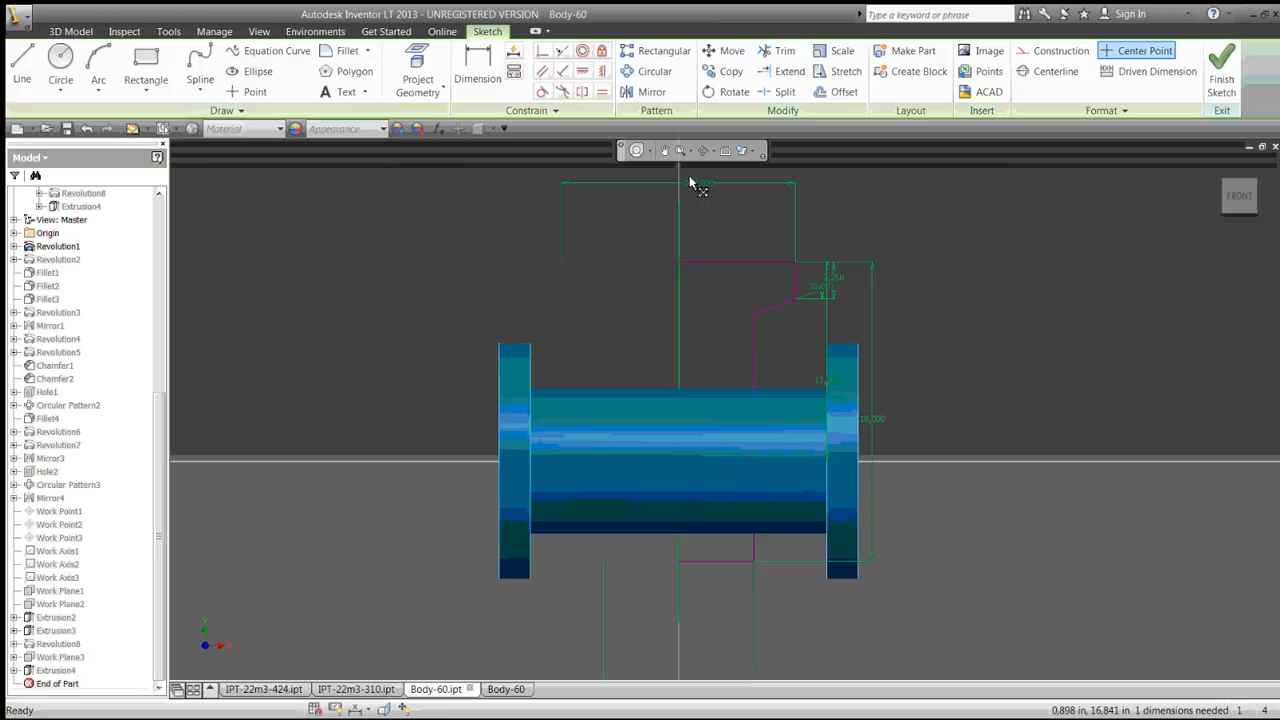 Autodesk Inventor LT 2013 - UNREGISTERED VERSION Body-60
Type a keyword or phrase
Sign In
3D Model Inspect Tools Manage View Environments Get Started Online Sketch
Line Circle Arc Rectangle Spline
Equation Curve Fillet
Ellipse Polygon
Point Text
Project Geometry
Dimension
Rectangular
Circular
Mirror
Move Trim Scale
Copy Extend Stretch
Rotate Split Offset
Make Part
Create Block
Image
Points
ACAD
Construction Center Point
Centerline Driven Dimension
Finish Sketch
Draw Constrain Pattern Modify Layout Insert Format Exit
Material Appearance
Model
Revolution8
Extrusion4
View: Master
Origin
Revolution1
Revolution2
Fillet1
Fillet2
Fillet3
Revolution3
Mirror1
Revolution4
Revolution5
Chamfer1
Chamfer2
Hole1
Circular Pattern2
Fillet4
Revolution6
Revolution7
Mirror3
Hole2
Circular Pattern3
Mirror4
Work Point1
Work Point2
Work Point3
Work Axis1
Work Axis2
Work Axis3
Work Plane1
Work Plane2
Extrusion2
Extrusion3
Revolution8
Work Plane3
Extrusion4
End of Part
FRONT
18,000
IPT-22m3-424.ipt IPT-22m3-310.ipt Body-60.ipt Body-60
Ready
0,898 in, 16,841 in 1 dimensions needed 1 4